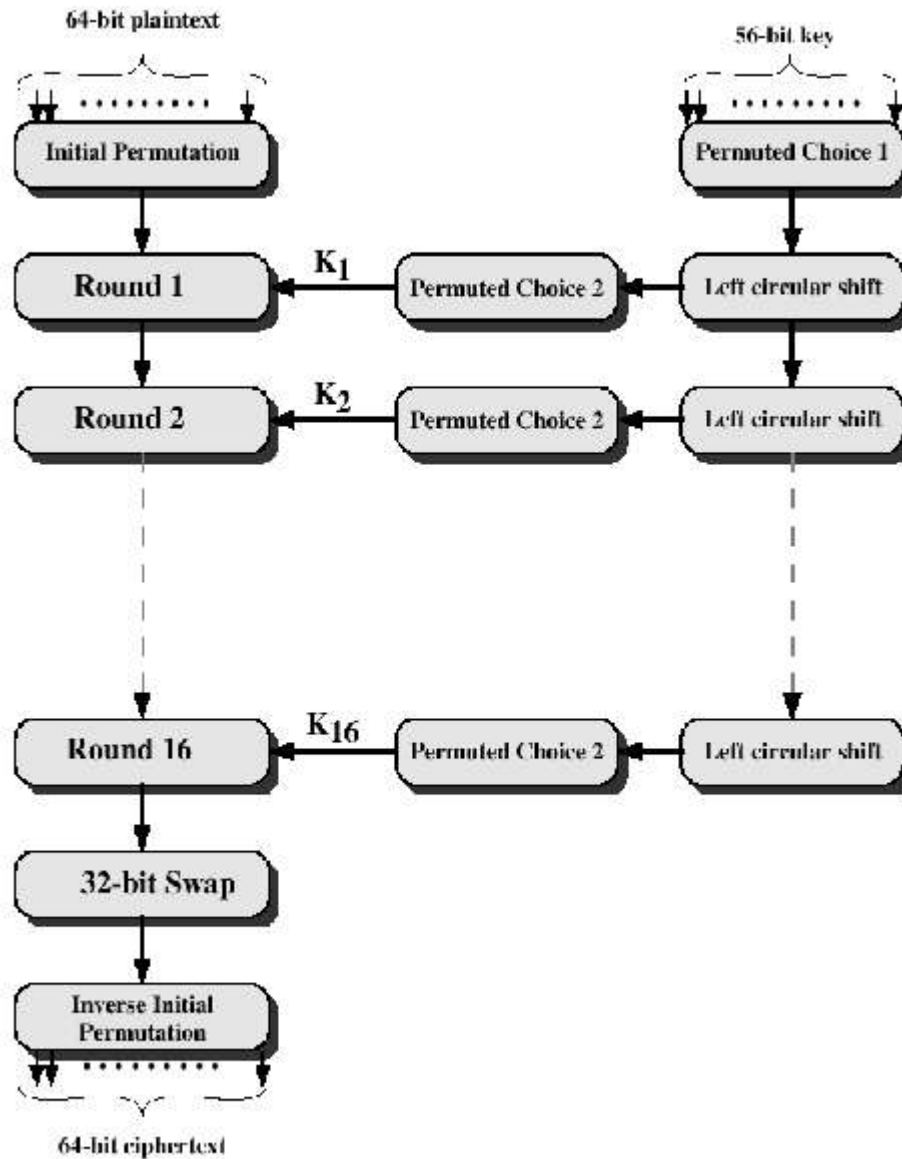 64-bit plaintext
56-bit key
Initial Permutation
Permuted Choice 1
Round 1
K1
Permuted Choice 2
Left circular shift
Round 2
K2
Permuted Choice 2
Left circular shift
Round 16
K16
Permuted Choice 2
Left circular shift
32-bit Swap
Inverse Initial
Permutation
64-bit ciphertext